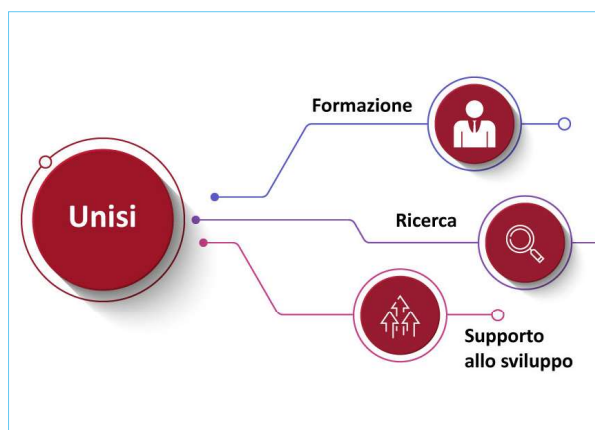 Formazione
Unisi
Ricerca
Supporto
allo sviluppo